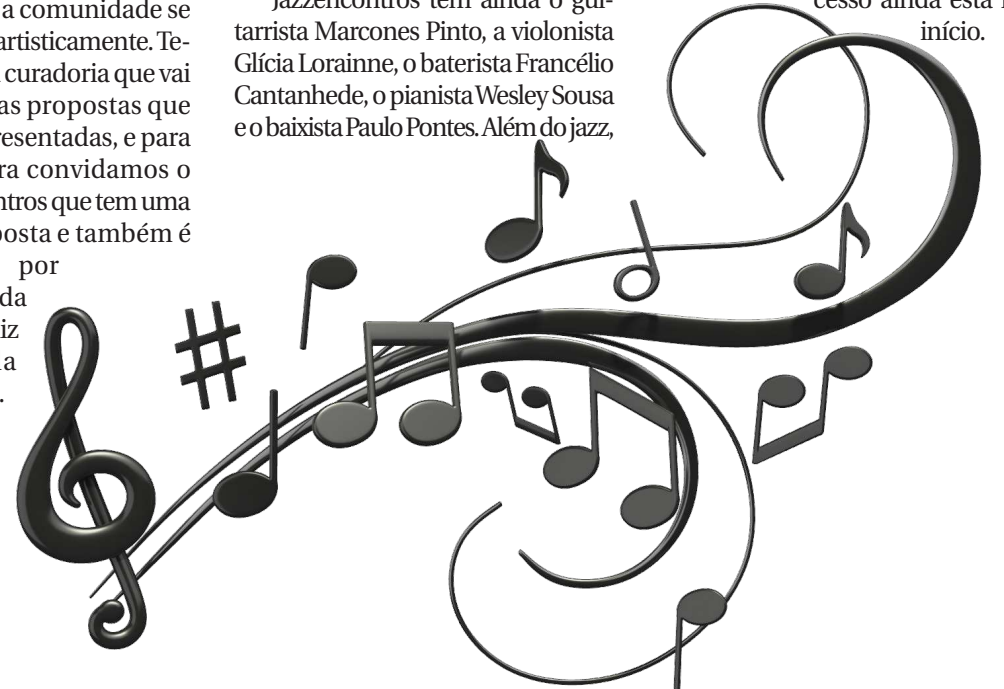 a comunidade se
artisticamente. Te-
curadoria que vai
as propostas que
resentadas, e para
ra convidamos o
ntros que tem uma
posta e também é
por
da
iz
a
.
Jazzencontros tem ainda o gui-
tarrista Marcones Pinto, a violonista
Glícia Lorainne, o baterista Francélio
Cantanhede, o pianista Wesley Sousa
e o baixista Paulo Pontes. Além do jazz,
cesso ainda está
início.